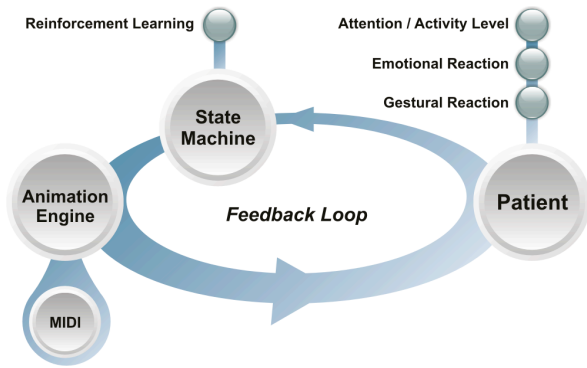 Reinforcement Learning
Attention / Activity Level
Emotional Reaction
Gestural Reaction
State
Machine
Animation
Engine
Feedback Loop
Patient
MIDI